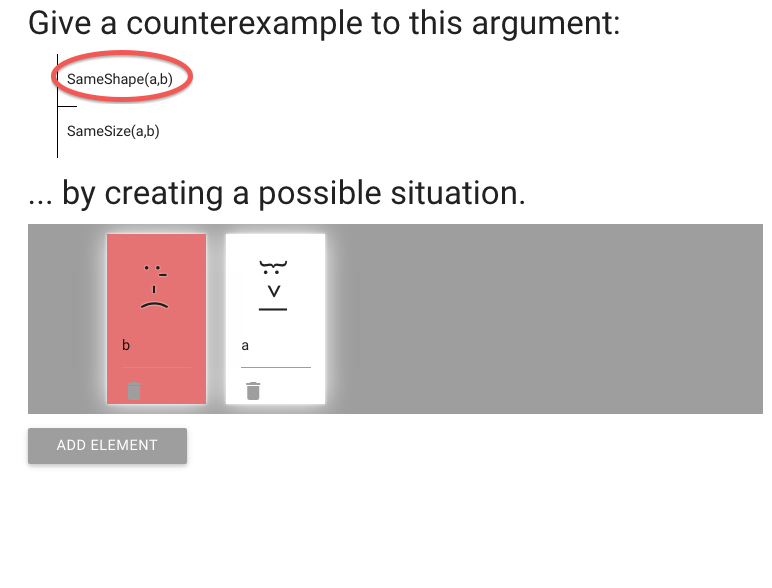 Give a counterexample to this argument:
SameShape(a,b)
SameSize(a,b)
... by creating a possible situation.
b
a
ADD ELEMENT